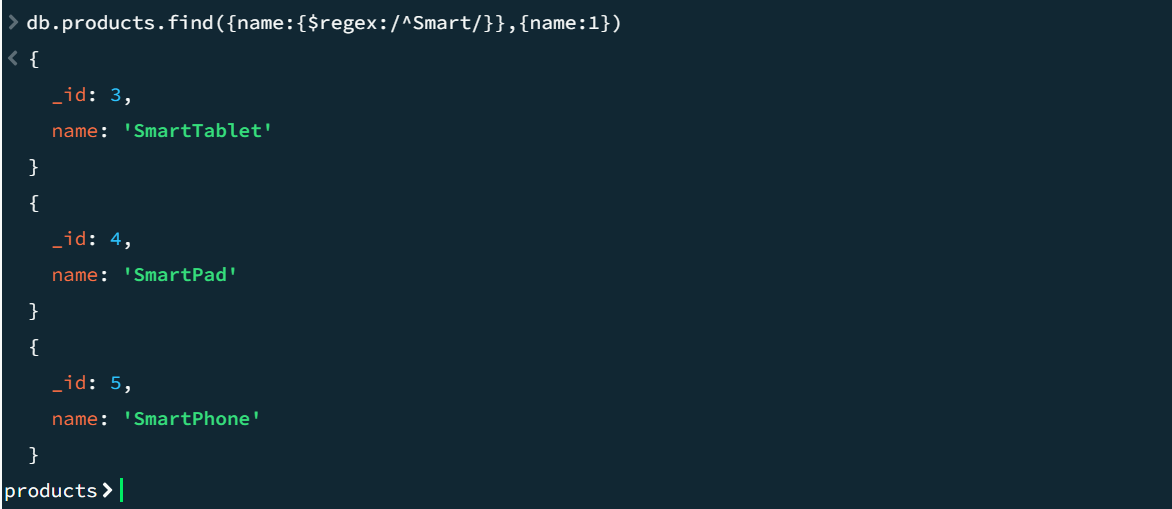 > db.products.find({name:{$regex:/^Smart/}},{name:1})
< {
_id: 3,
name: 'SmartTablet'
}
{
_id: 4,
name: 'SmartPad'
}
{
_id: 5,
name: 'SmartPhone'
}
products>